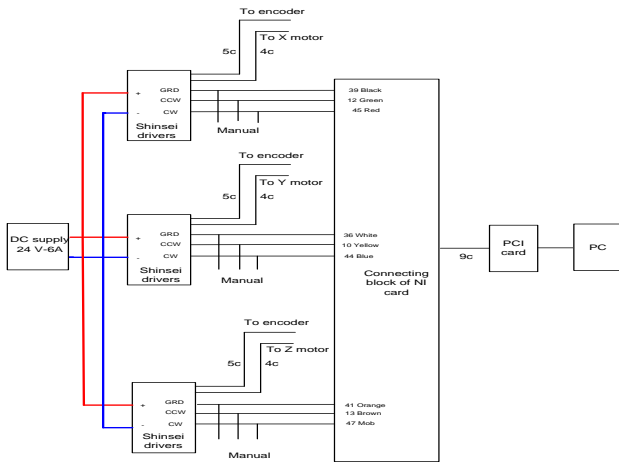 To encoder
To X motor
5c
4c
+
GRD
39 Black
CCW
12 Green
-
CW
45 Red
Shinsei
drivers
Manual
To encoder
To Y motor
5c
4c
DC supply
24 V-6A
+
GRD
36 White
CCW
10 Yellow
-
CW
44 Blue
Shinsei
drivers
Manual
Connecting
block of NI
card
9c
PCI
card
PC
To encoder
To Z motor
5c
4c
+
GRD
41 Orange
CCW
13 Brown
-
CW
47 Mob
Shinsei
drivers
Manual